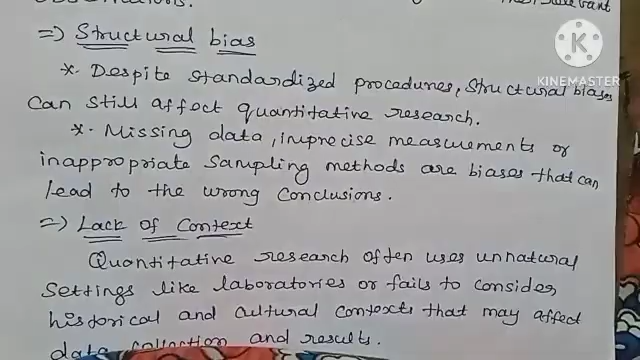 =) Structural bias
KINEMASTER
*. Despite standardized procedures, structural biases
can still affect quantitative research.
*. Missing data, imprecise measurements or
inappropriate sampling methods are biases that can
lead to the wrong conclusions.
=) Lack of Context
Quantitative research often uses unnatural
settings like laboratories or fails to consider
historical and cultural contexts that may affect
data collection and results.